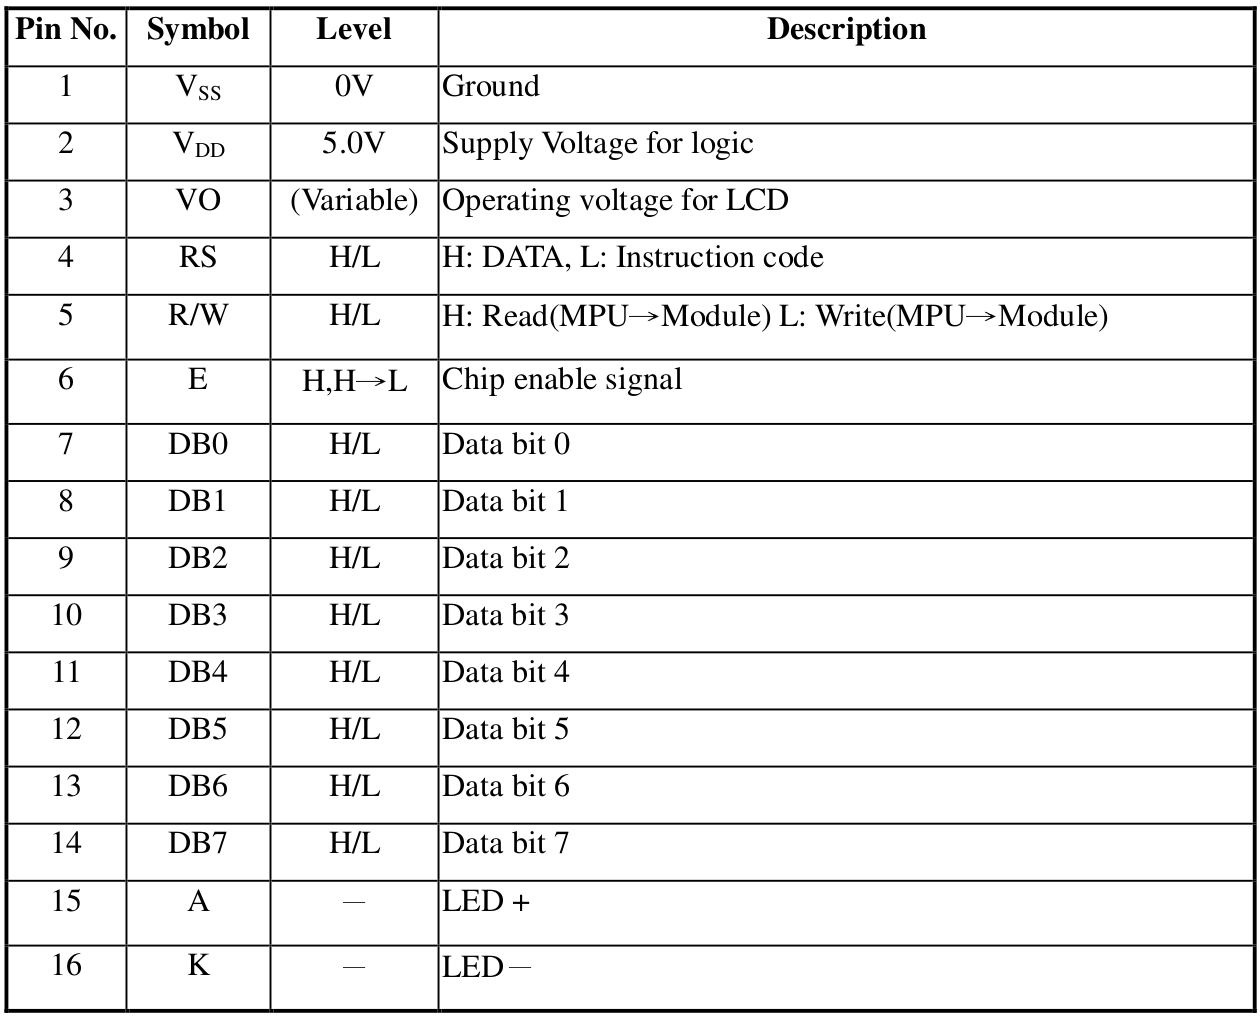 Pin No. Symbol Level Description
1 VSS 0V Ground
2 VDD 5.0V Supply Voltage for logic
3 VO (Variable) Operating voltage for LCD
4 RS H/L H: DATA, L: Instruction code
5 R/W H/L H: Read(MPU→Module) L: Write(MPU→Module)
6 E H,H→L Chip enable signal
7 DB0 H/L Data bit 0
8 DB1 H/L Data bit 1
9 DB2 H/L Data bit 2
10 DB3 H/L Data bit 3
11 DB4 H/L Data bit 4
12 DB5 H/L Data bit 5
13 DB6 H/L Data bit 6
14 DB7 H/L Data bit 7
15 A — LED +
16 K — LED—